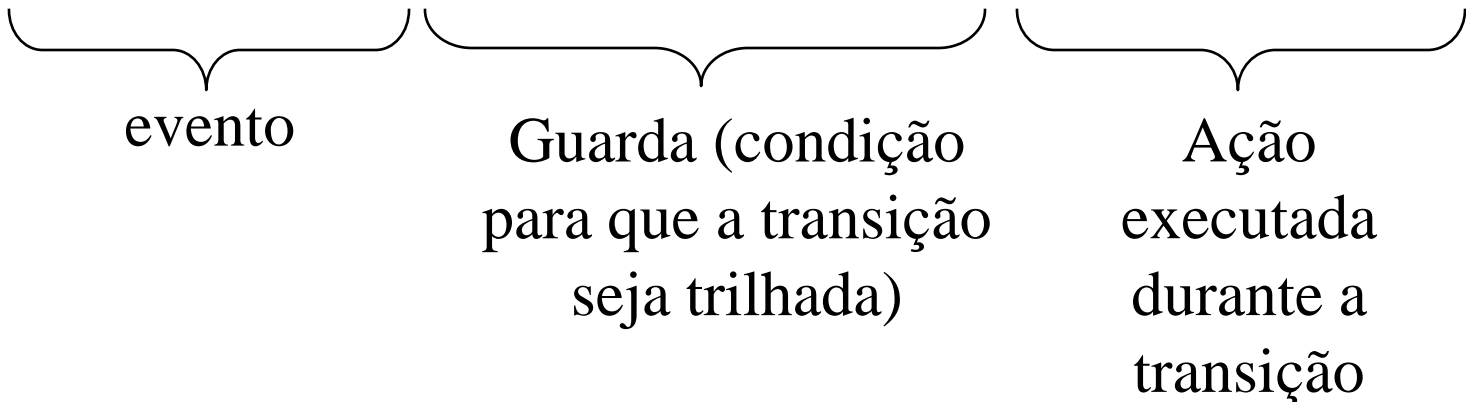 evento
Guarda (condição
para que a transição
seja trilhada)
Ação
executada
durante a
transição